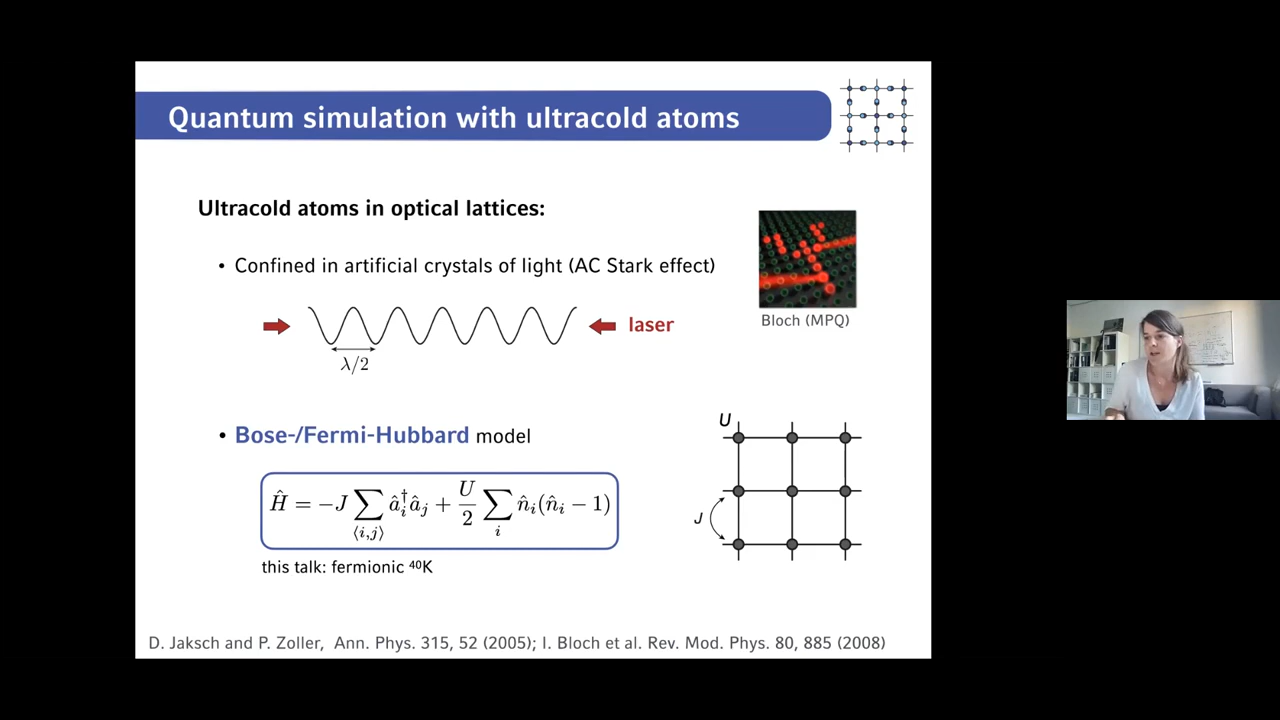 Quantum simulation with ultracold atoms
Ultracold atoms in optical lattices:
• Confined in artificial crystals of light (AC Stark effect)
laser
λ/2
Bloch (MPQ)
• Bose-/Fermi-Hubbard model
Ĥ = −J ∑⟨i,j⟩ âᵢ†âⱼ + U/2 ∑ᵢ n̂ᵢ(n̂ᵢ − 1)
this talk: fermionic ⁴⁰K
U
J
D. Jaksch and P. Zoller, Ann. Phys. 315, 52 (2005); I. Bloch et al. Rev. Mod. Phys. 80, 885 (2008)